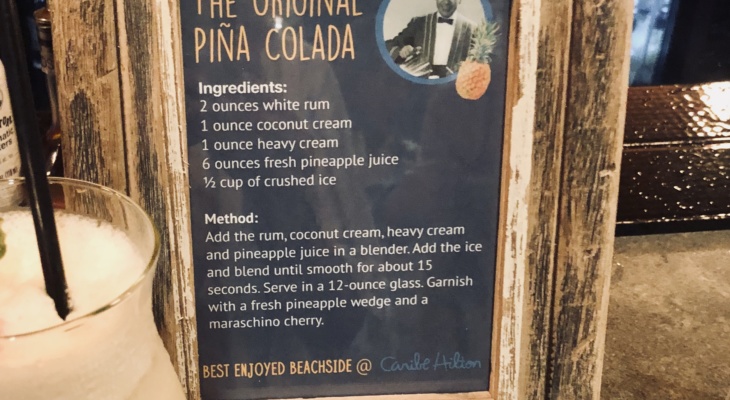 THE ORIGINAL
PIÑA COLADA
Ingredients:
2 ounces white rum
1 ounce coconut cream
1 ounce heavy cream
6 ounces fresh pineapple juice
½ cup of crushed ice
Method:
Add the rum, coconut cream, heavy cream
and pineapple juice in a blender. Add the ice
and blend until smooth for about 15
seconds. Serve in a 12-ounce glass. Garnish
with a fresh pineapple wedge and a
maraschino cherry.
BEST ENJOYED BEACHSIDE @ Caribe Hilton